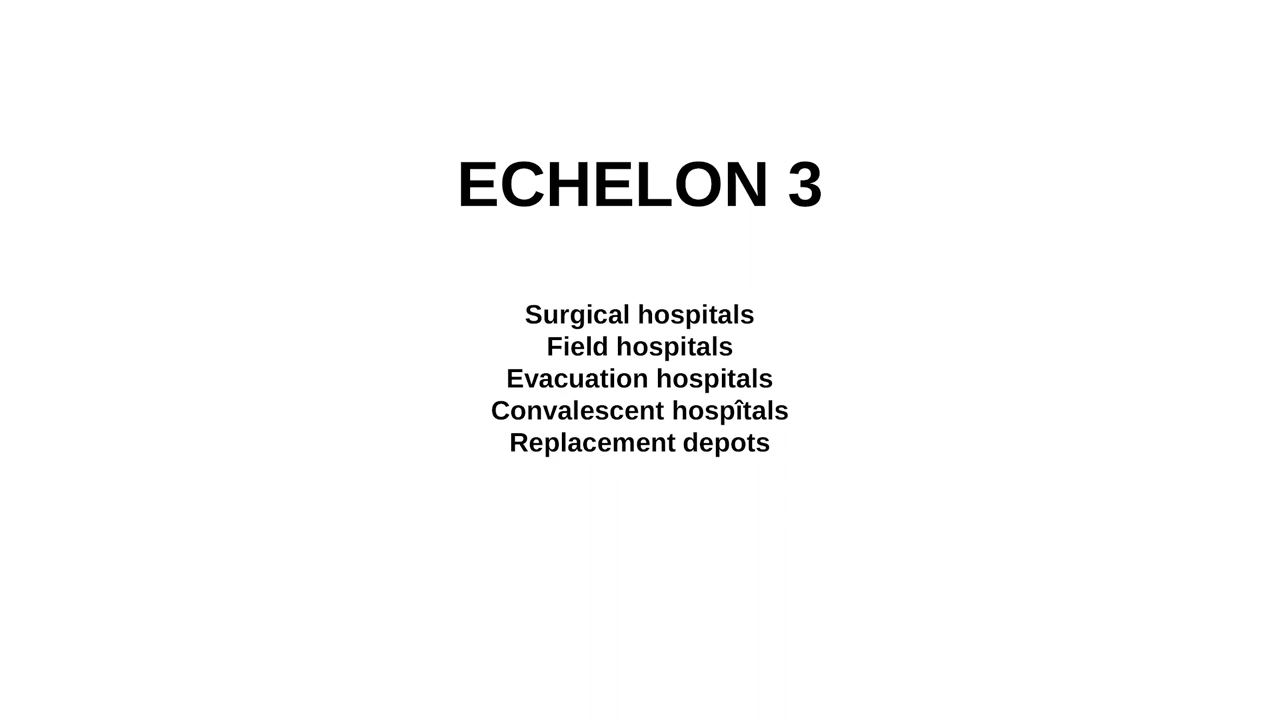 ECHELON 3
Surgical hospitals
Field hospitals
Evacuation hospitals
Convalescent hospîtals
Replacement depots